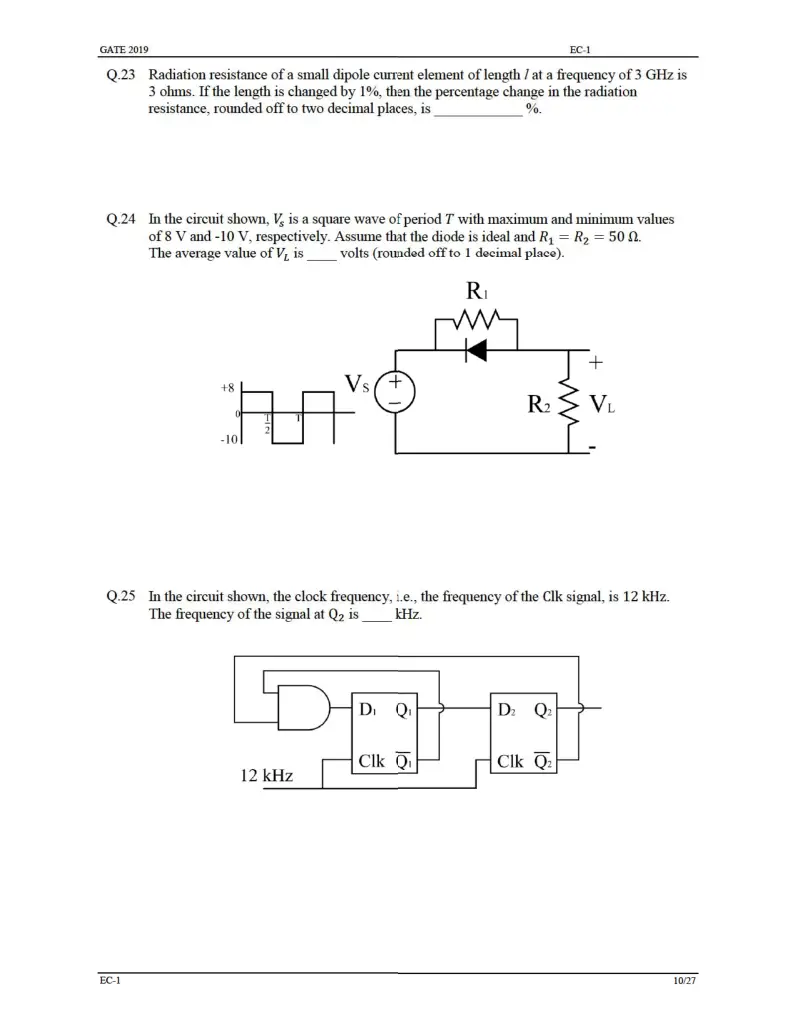 GATE 2019 EC-1
Q.23 Radiation resistance of a small dipole current element of length l at a frequency of 3 GHz is
3 ohms. If the length is changed by 1%, then the percentage change in the radiation
resistance, rounded off to two decimal places, is ____________ %.
Q.24 In the circuit shown, Vₛ is a square wave of period T with maximum and minimum values
of 8 V and -10 V, respectively. Assume that the diode is ideal and R₁ = R₂ = 50 Ω.
The average value of V_L is ____ volts (rounded off to 1 decimal place).
R₁
+8 Vₛ + +
0 T/2 T − R₂ V_L
-10 -
Q.25 In the circuit shown, the clock frequency, i.e., the frequency of the Clk signal, is 12 kHz.
The frequency of the signal at Q₂ is ____ kHz.
D₁ Q₁ D₂ Q₂
Clk Q̅₁ Clk Q̅₂
12 kHz
EC-1 10/27